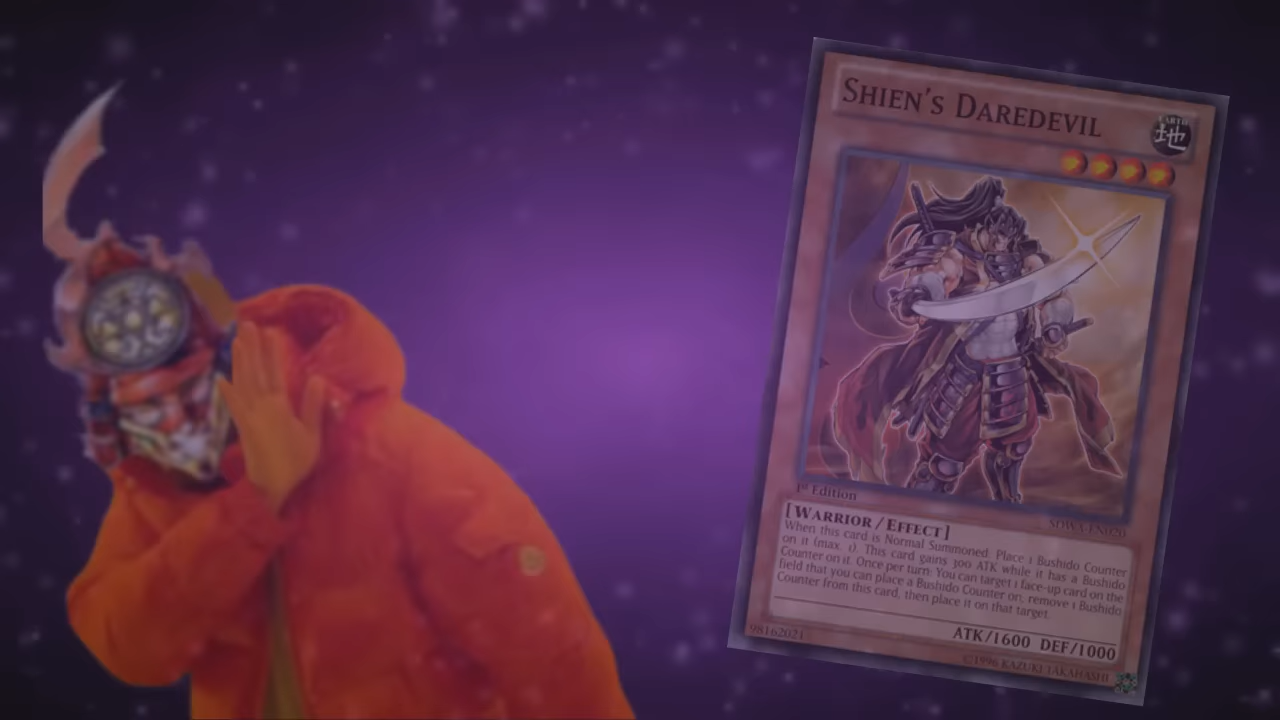 SHIEN'S DAREDEVIL
EARTH
地
1st Edition
SDWA-EN020
[WARRIOR/EFFECT]
When this card is Normal Summoned: Place 1 Bushido Counter
on it (max. 1). This card gains 300 ATK while it has a Bushido
Counter on it. Once per turn: You can target 1 face-up card on the
field that you can place a Bushido Counter on; remove 1 Bushido
Counter from this card, then place it on that target.
ATK/1600 DEF/1000
98162021
©1996 KAZUKI TAKAHASHI